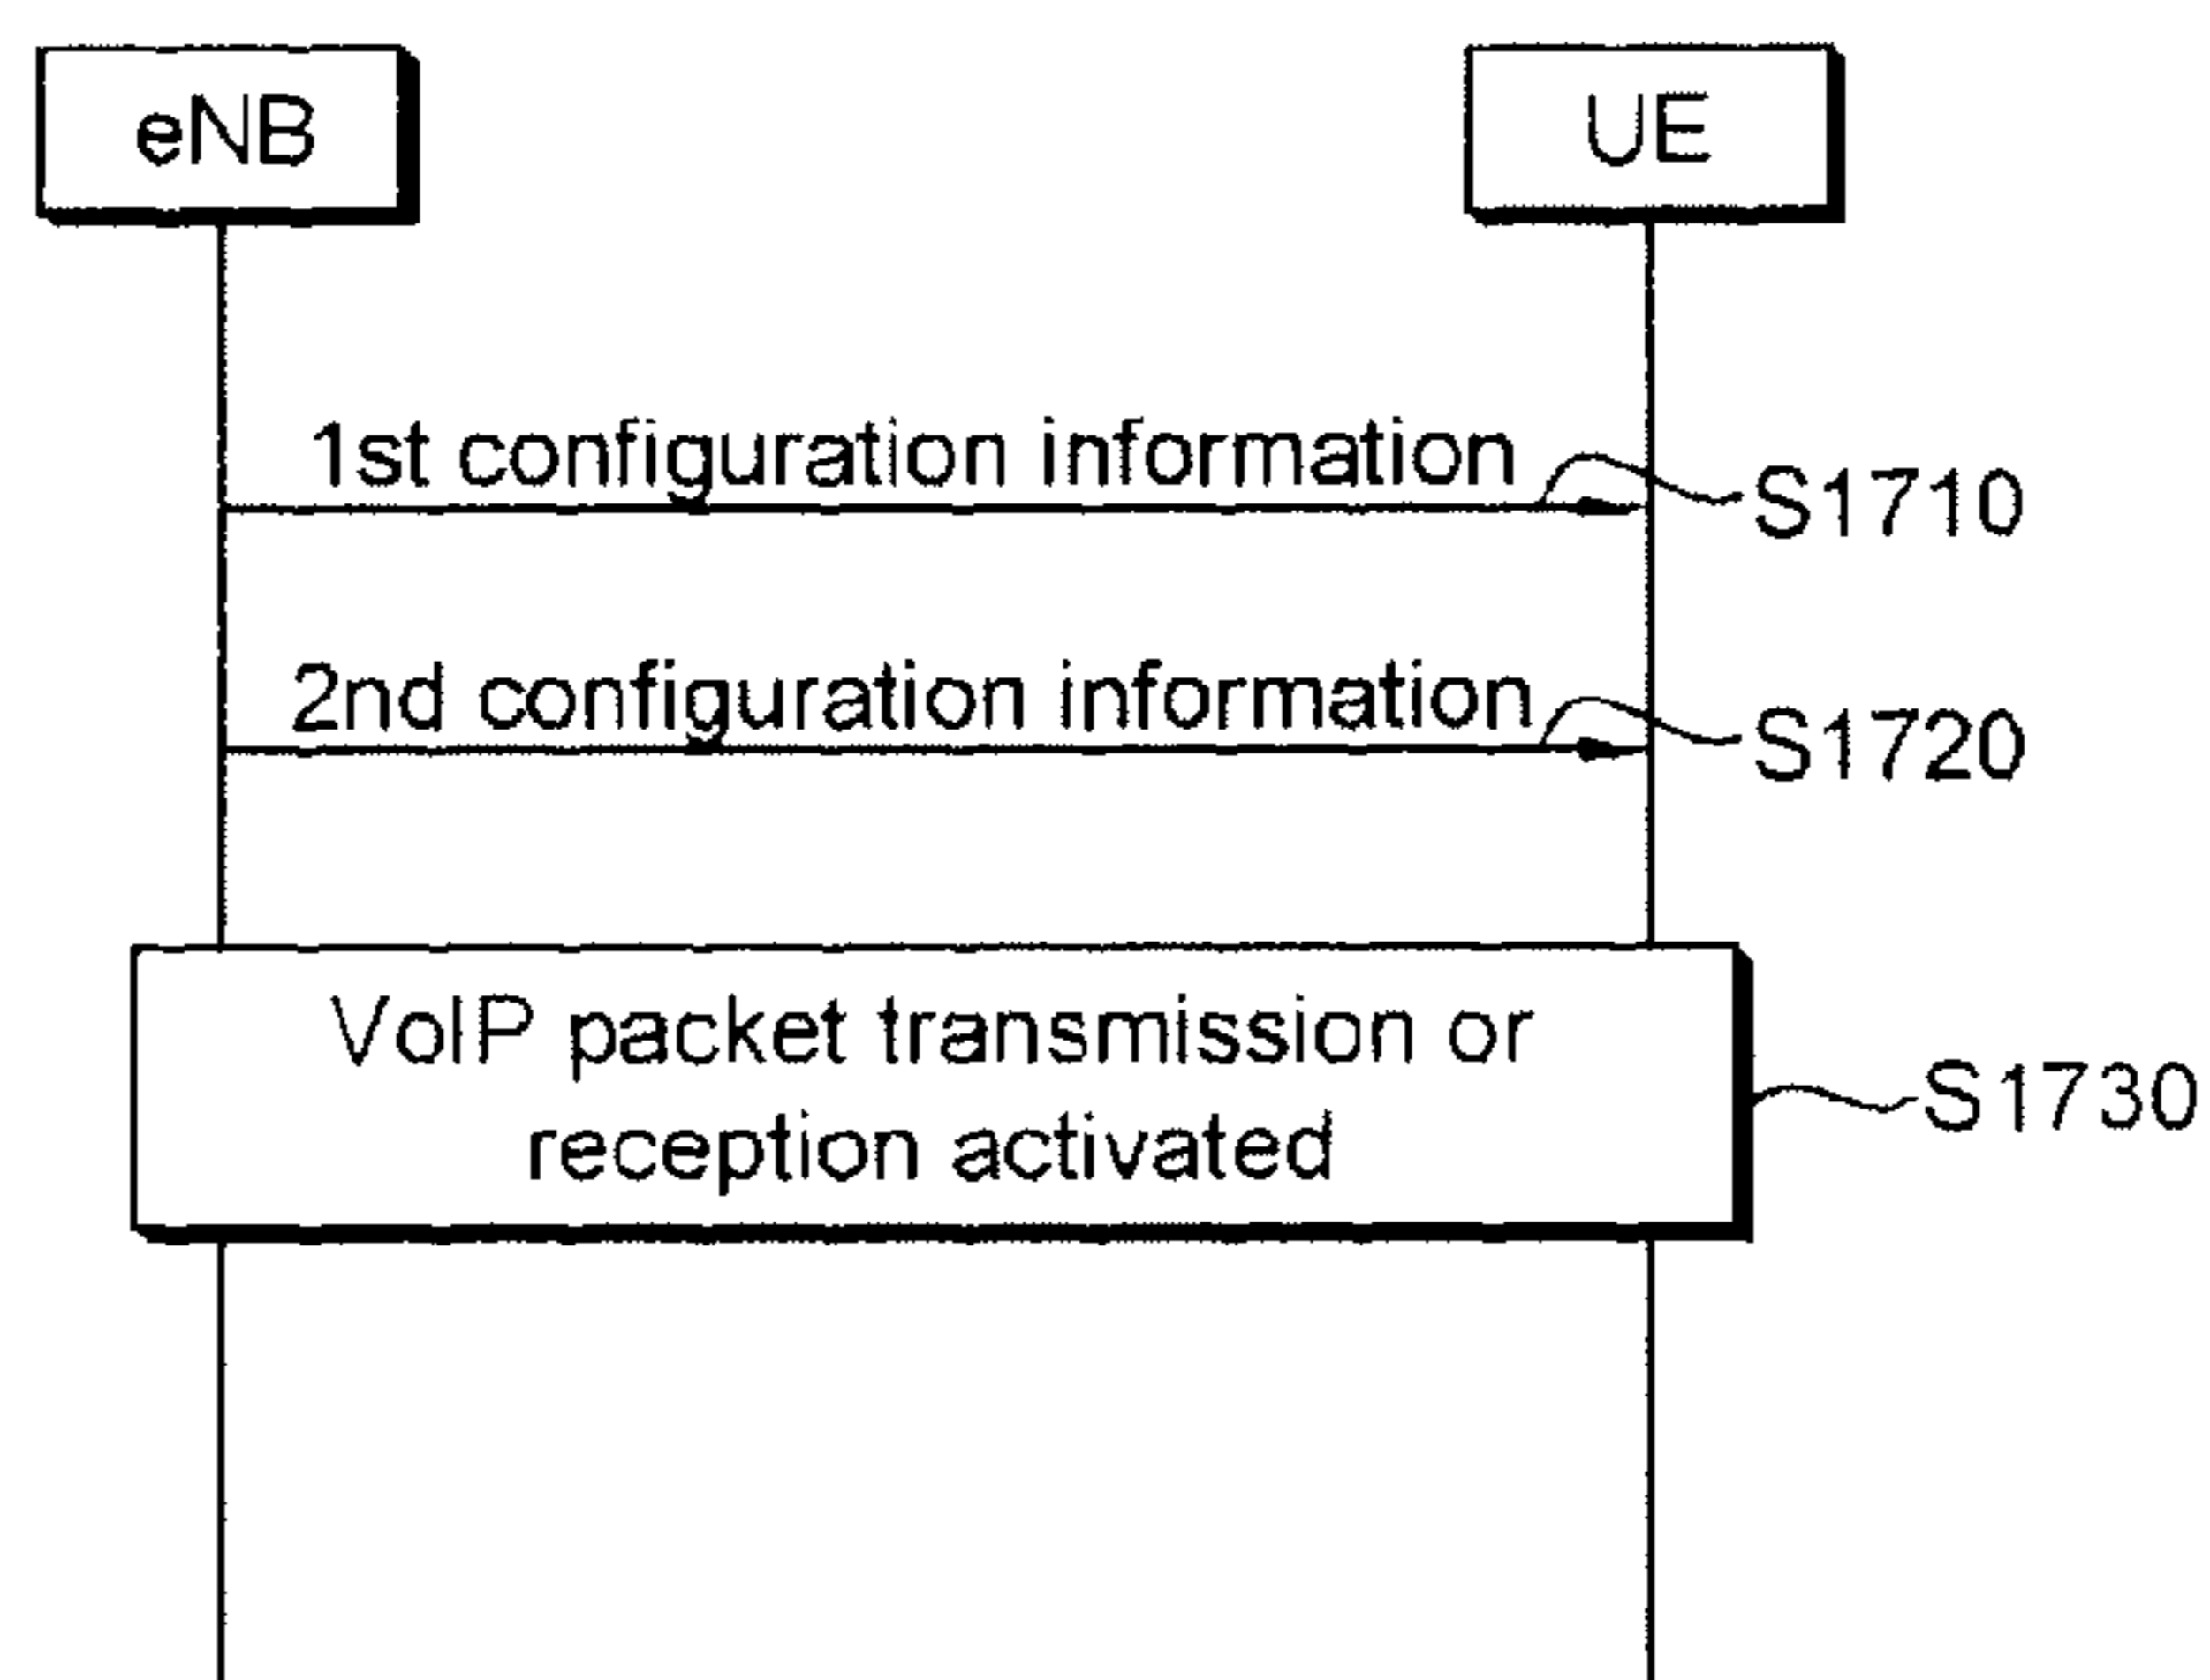 eNB
UE
1st configuration information
S1710
2nd configuration information
S1720
VoIP packet transmission or
reception activated
S1730